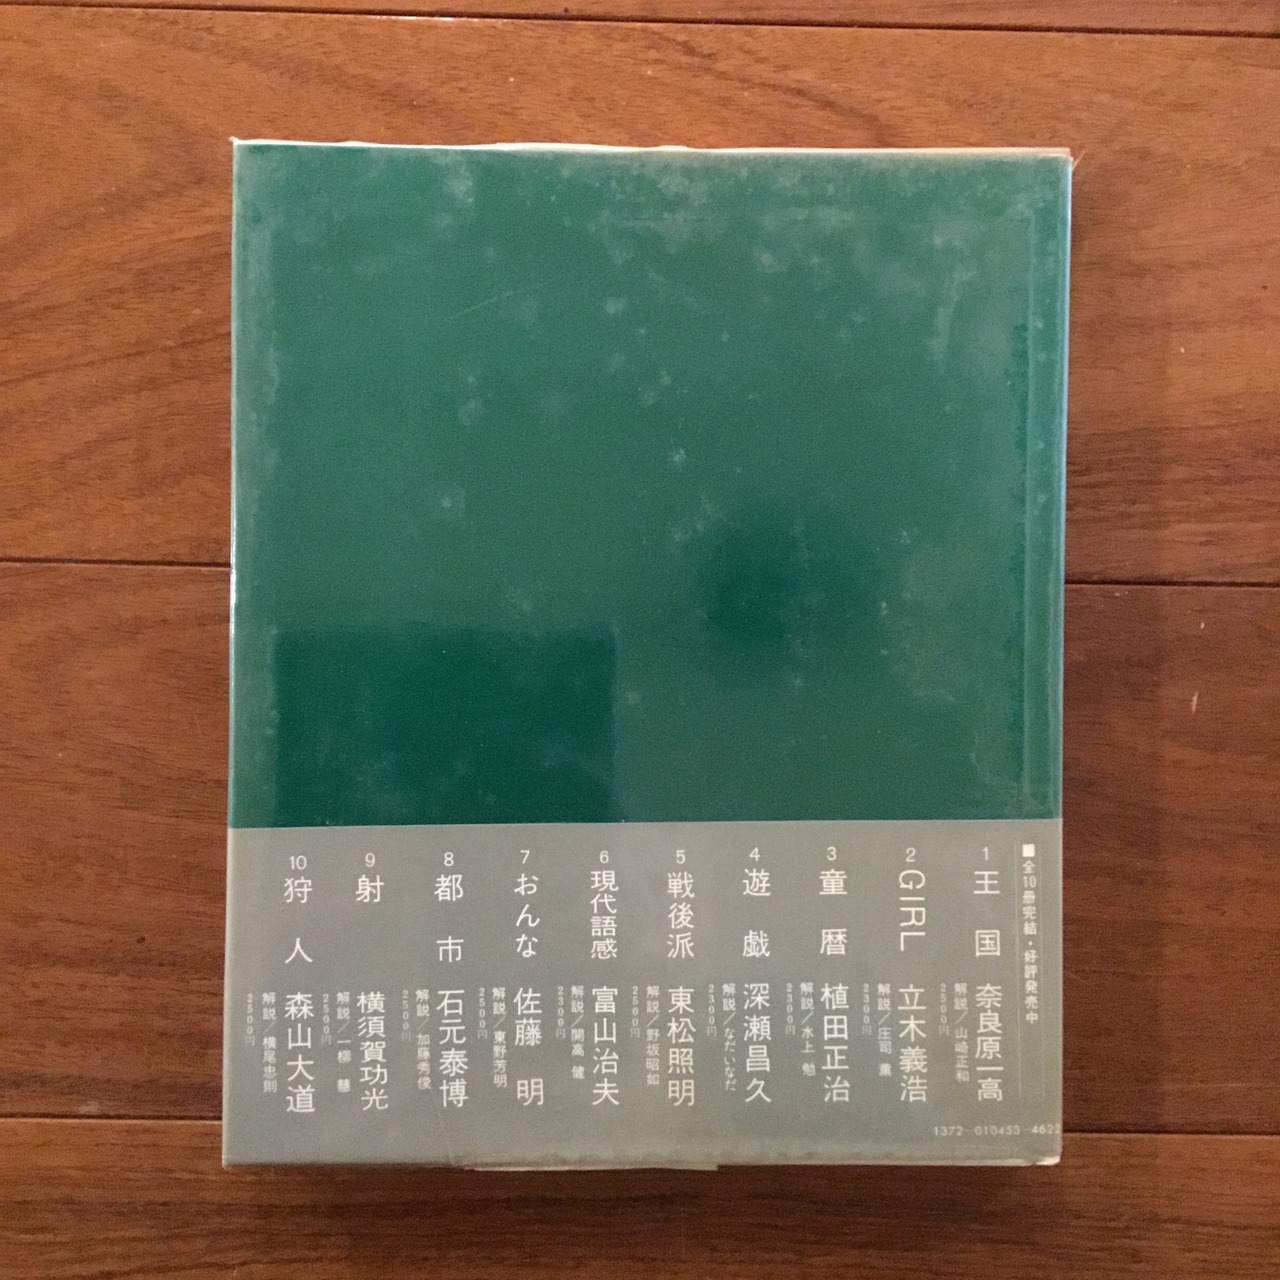 ■全10冊完結・好評発売中
1 王国 奈良原一高
解説／山崎正和
2500円
2 GIRL 立木義浩
解説／庄司 薫
2300円
3 童暦 植田正治
解説／水上 勉
2300円
4 遊戯 深瀬昌久
解説／なだいなだ
2300円
5 戦後派 東松照明
解説／野坂昭如
2500円
6 現代語感 富山治夫
解説／開高 健
2300円
7 おんな 佐藤 明
解説／東野芳明
2500円
8 都市 石元泰博
解説／加藤秀俊
2500円
9 射 横須賀功光
解説／一柳 慧
2500円
10 狩人 森山大道
解説／横尾忠則
2500円
1372-010453-4622